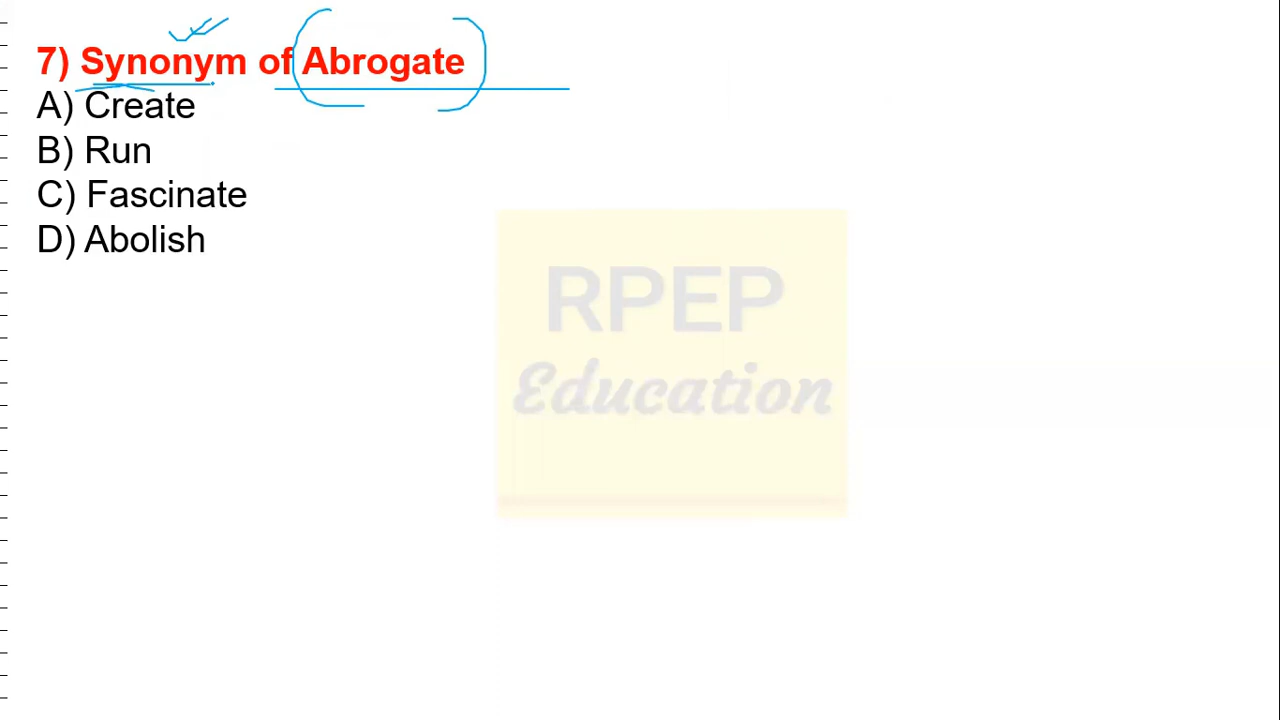 7) Synonym of Abrogate
A) Create
B) Run
C) Fascinate
D) Abolish
RPEP
Education